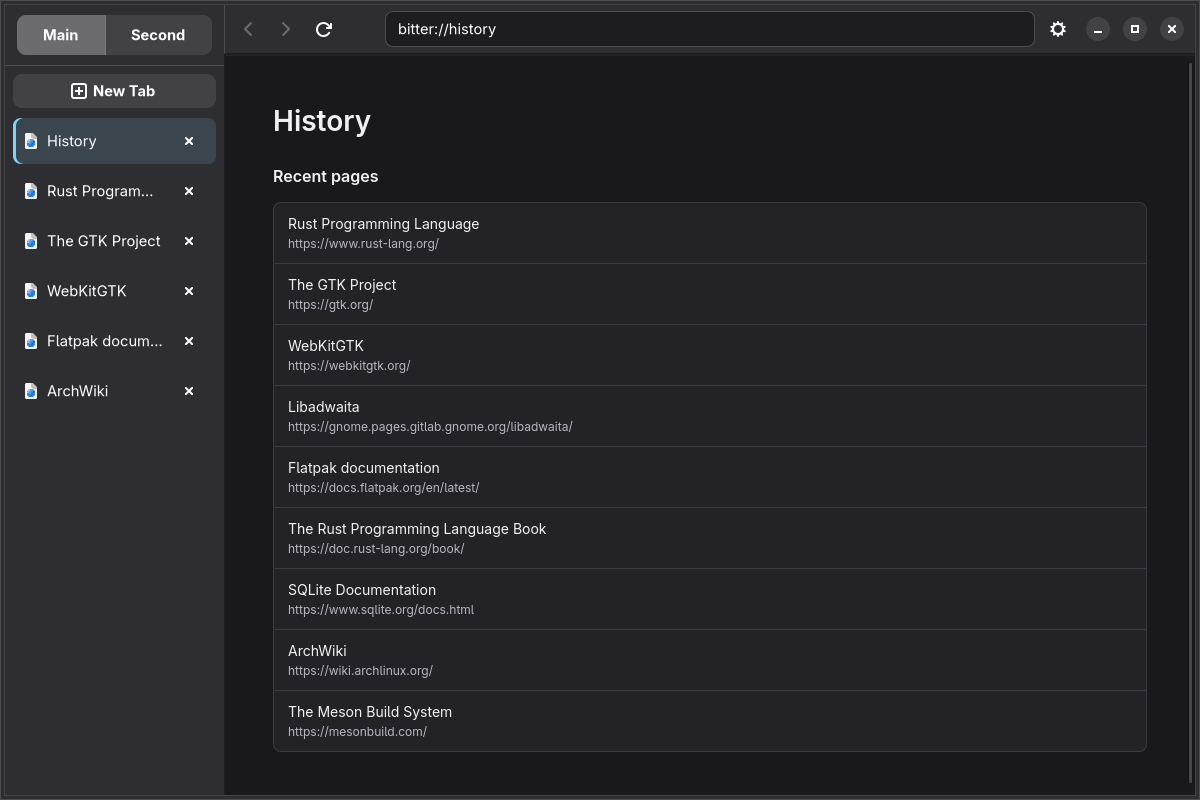 Main
Second
bitter://history
New Tab
History
Rust Program...
The GTK Project
WebKitGTK
Flatpak docum...
ArchWiki
History
Recent pages
Rust Programming Language
https://www.rust-lang.org/
The GTK Project
https://gtk.org/
WebKitGTK
https://webkitgtk.org/
Libadwaita
https://gnome.pages.gitlab.gnome.org/libadwaita/
Flatpak documentation
https://docs.flatpak.org/en/latest/
The Rust Programming Language Book
https://doc.rust-lang.org/book/
SQLite Documentation
https://www.sqlite.org/docs.html
ArchWiki
https://wiki.archlinux.org/
The Meson Build System
https://mesonbuild.com/